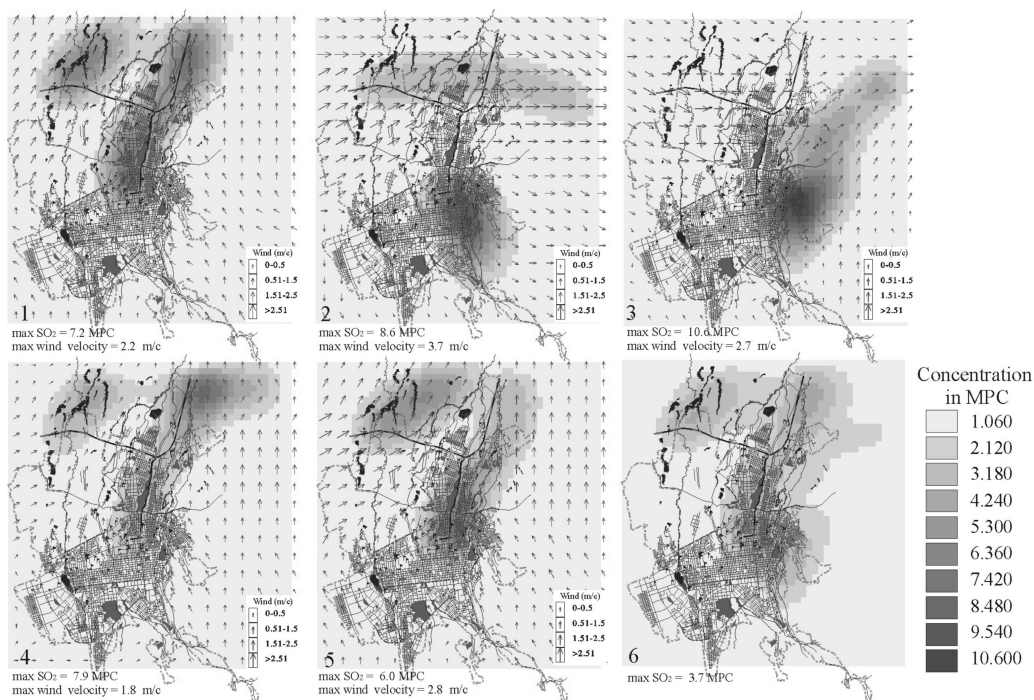 Wind (m/c)
0-0.5
0.51-1.5
1.51-2.5
>2.51
1
max SO₂ = 7.2 MPC
max wind velocity = 2.2 m/c
Wind (m/c)
0-0.5
0.51-1.5
1.51-2.5
>2.51
2
max SO₂ = 8.6 MPC
max wind velocity = 3.7 m/c
Wind (m/c)
0-0.5
0.51-1.5
1.51-2.5
>2.51
3
max SO₂ = 10.6 MPC
max wind velocity = 2.7 m/c
Wind (m/c)
0-0.5
0.51-1.5
1.51-2.5
>2.51
4
max SO₂ = 7.9 MPC
max wind velocity = 1.8 m/c
Wind (m/c)
0-0.5
0.51-1.5
1.51-2.5
>2.51
5
max SO₂ = 6.0 MPC
max wind velocity = 2.8 m/c
6
max SO₂ = 3.7 MPC
Concentration
in MPC
1.060
2.120
3.180
4.240
5.300
6.360
7.420
8.480
9.540
10.600